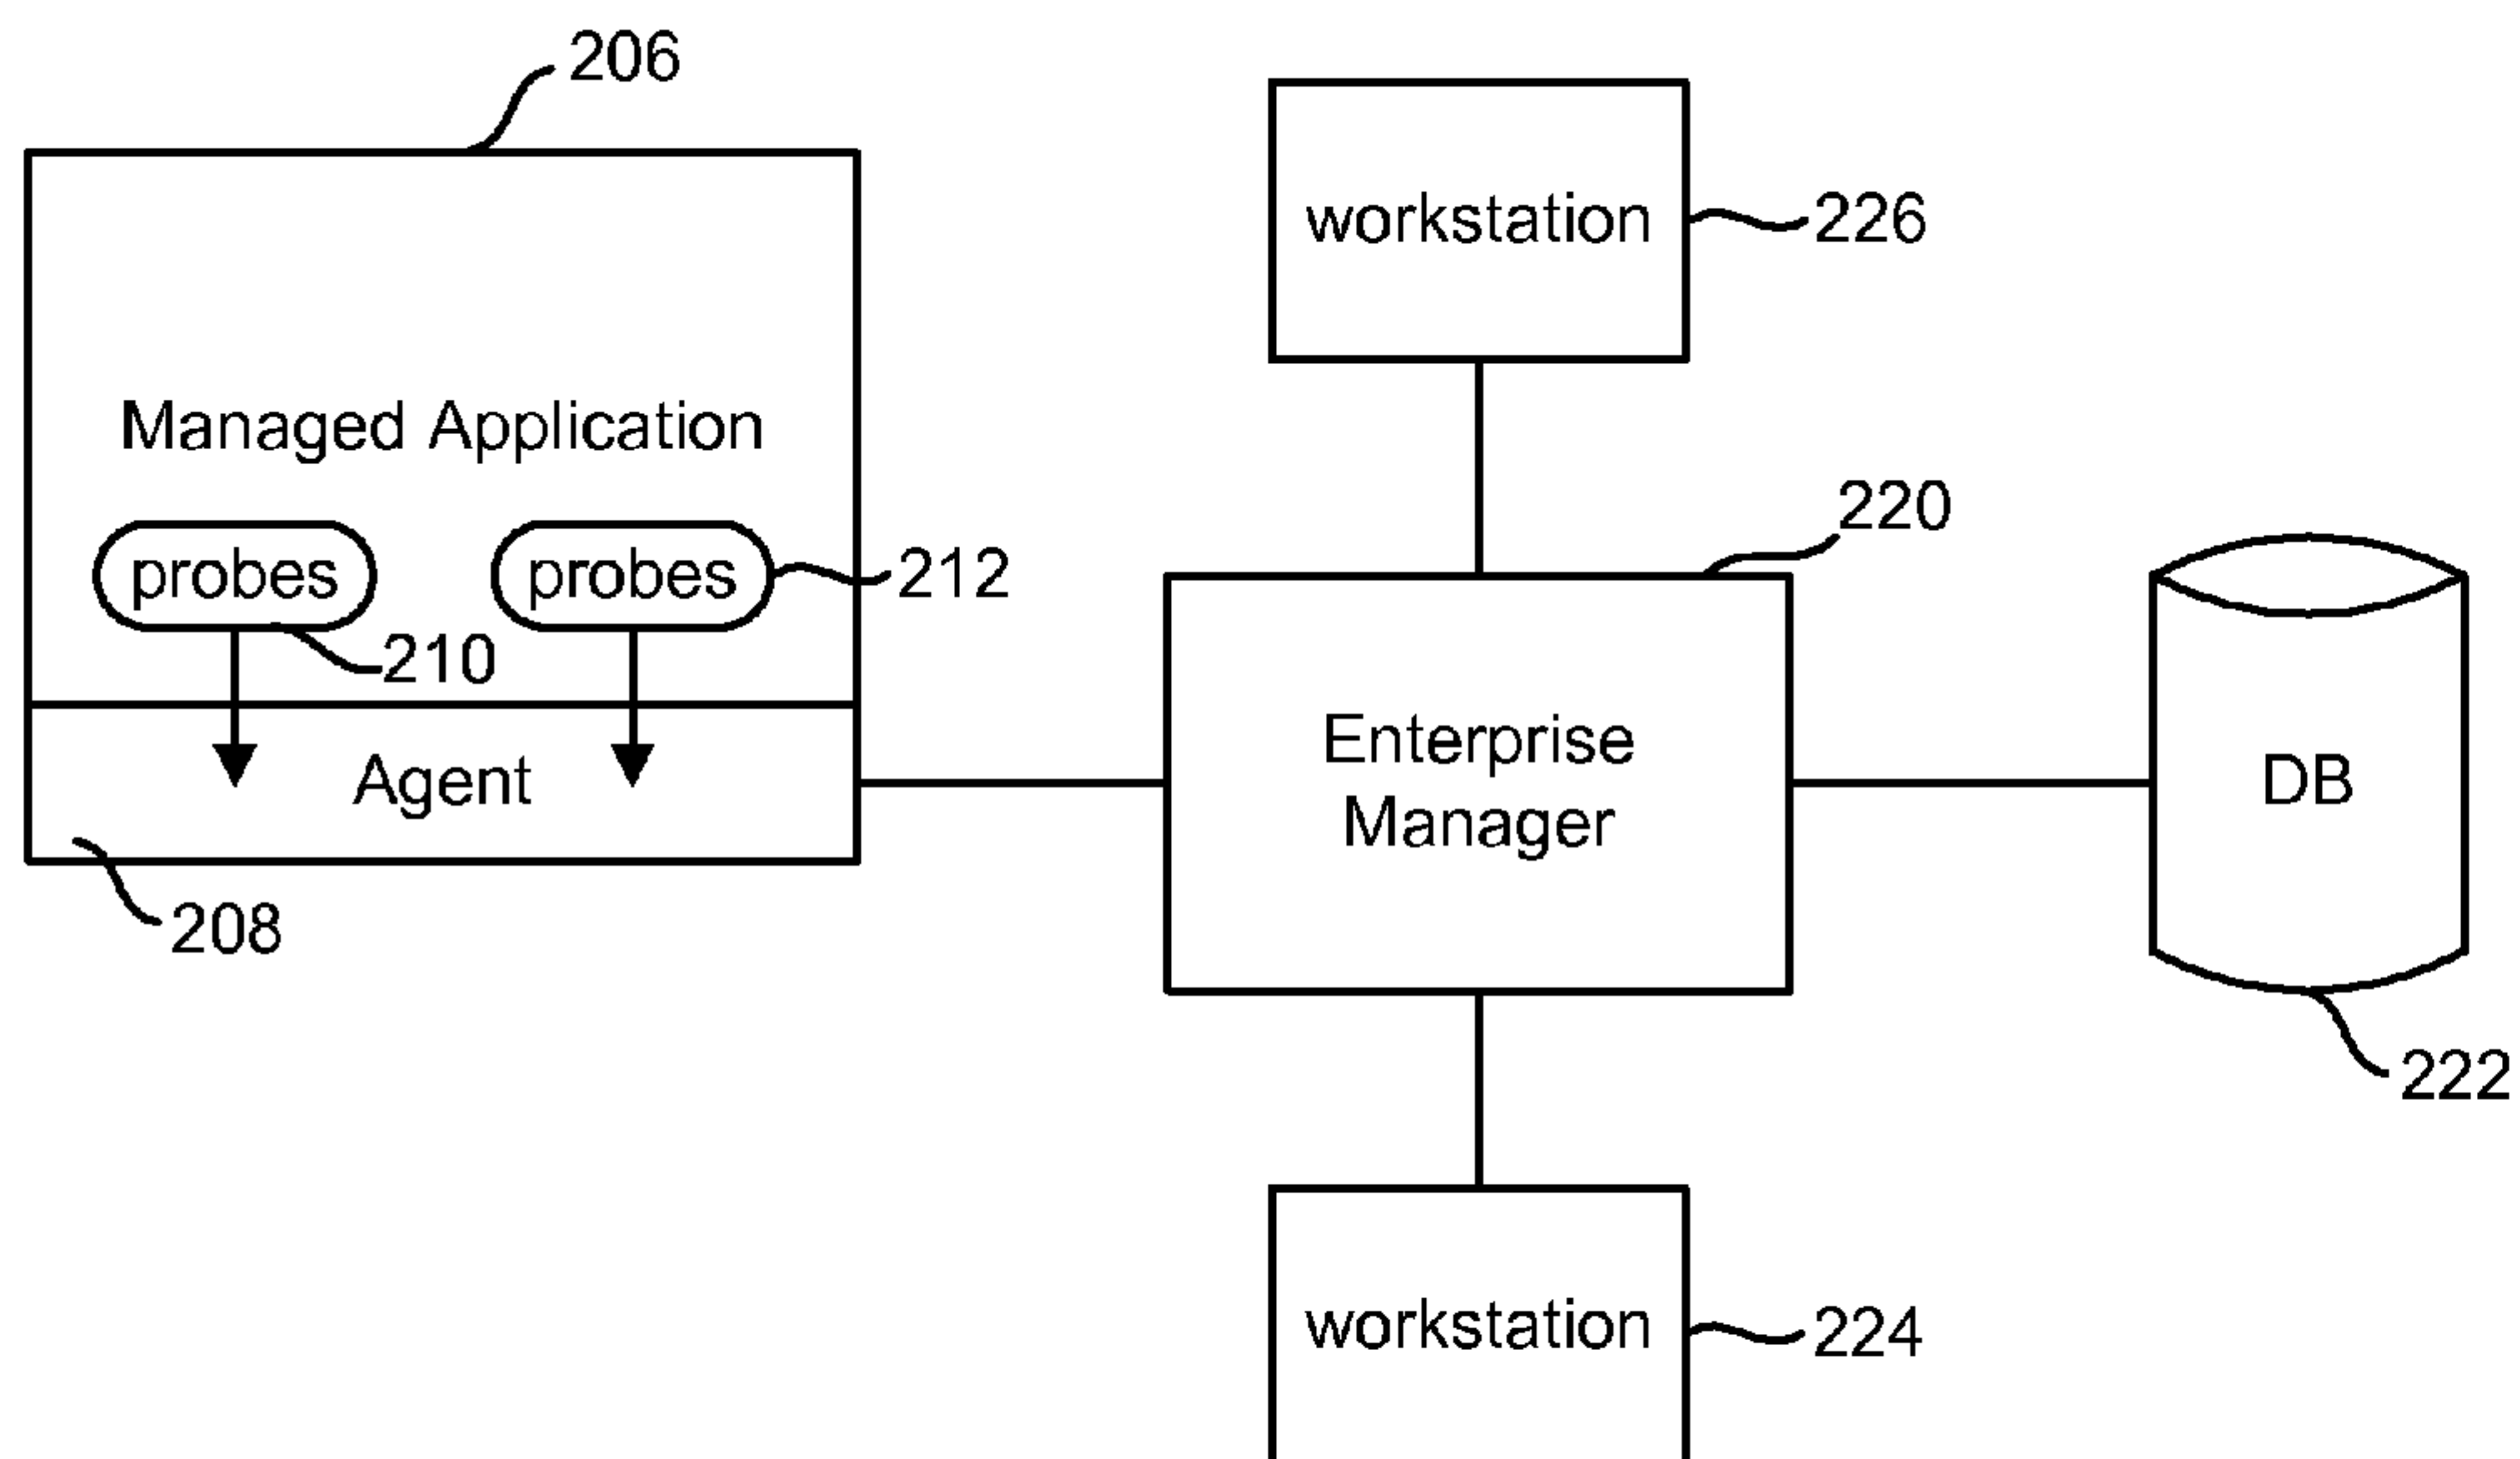 206
workstation
226
Managed Application
220
probes
probes
212
210
Enterprise
Manager
Agent
DB
208
222
workstation
224